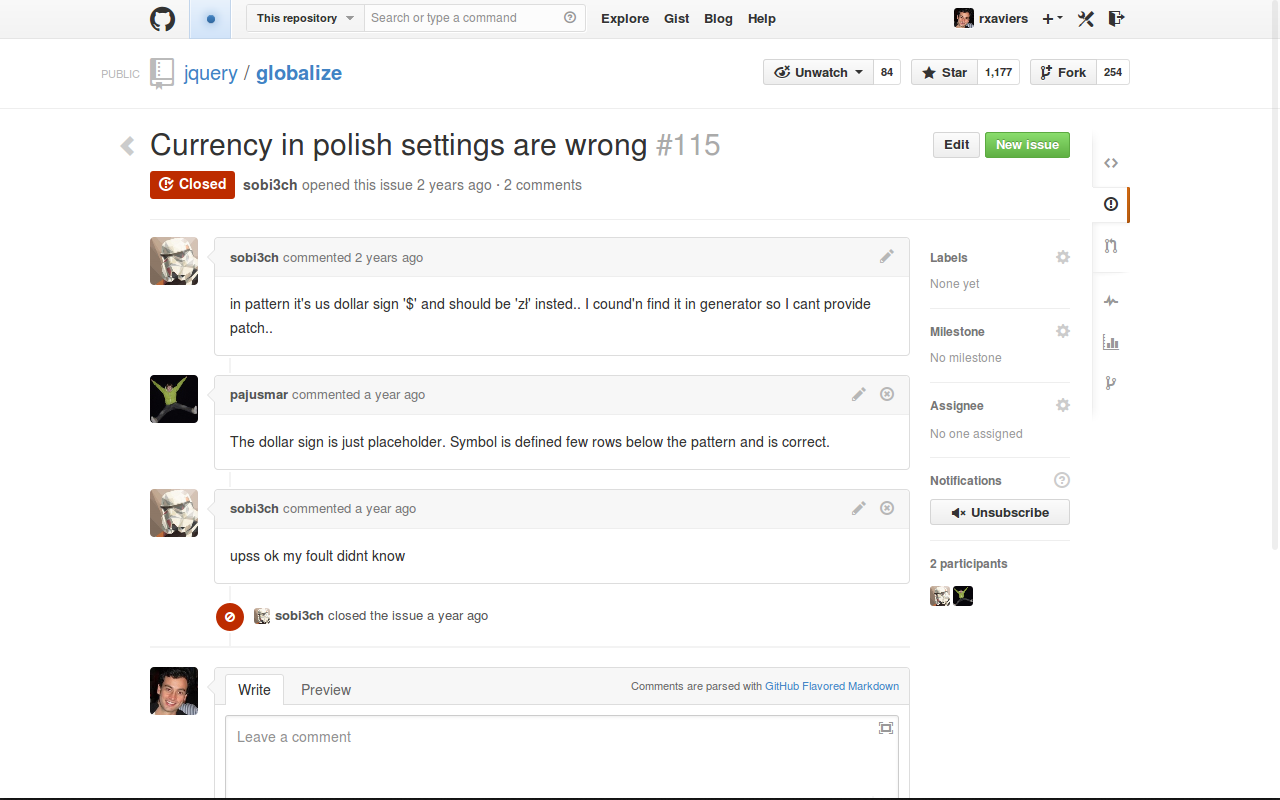 This repository
Search or type a command
Explore Gist Blog Help
rxaviers
PUBLIC
jquery / globalize
Unwatch 84
Star 1,177
Fork 254
Currency in polish settings are wrong #115
Edit
New issue
Closed
sobi3ch opened this issue 2 years ago · 2 comments
sobi3ch commented 2 years ago
in pattern it's us dollar sign '$' and should be 'zł' insted.. I cound'n find it in generator so I cant provide
patch..
pajusmar commented a year ago
The dollar sign is just placeholder. Symbol is defined few rows below the pattern and is correct.
sobi3ch commented a year ago
upss ok my foult didnt know
sobi3ch closed the issue a year ago
Write
Preview
Comments are parsed with GitHub Flavored Markdown
Leave a comment
Labels
None yet
Milestone
No milestone
Assignee
No one assigned
Notifications
Unsubscribe
2 participants